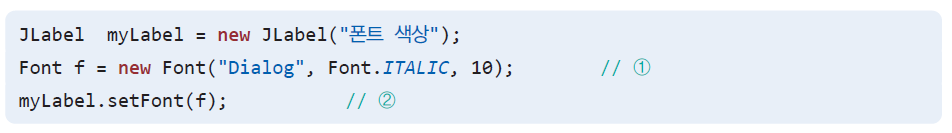 JLabel  myLabel = new JLabel("폰트 색상");
Font f = new Font("Dialog", Font.ITALIC, 10);          // ①
myLabel.setFont(f);             // ②